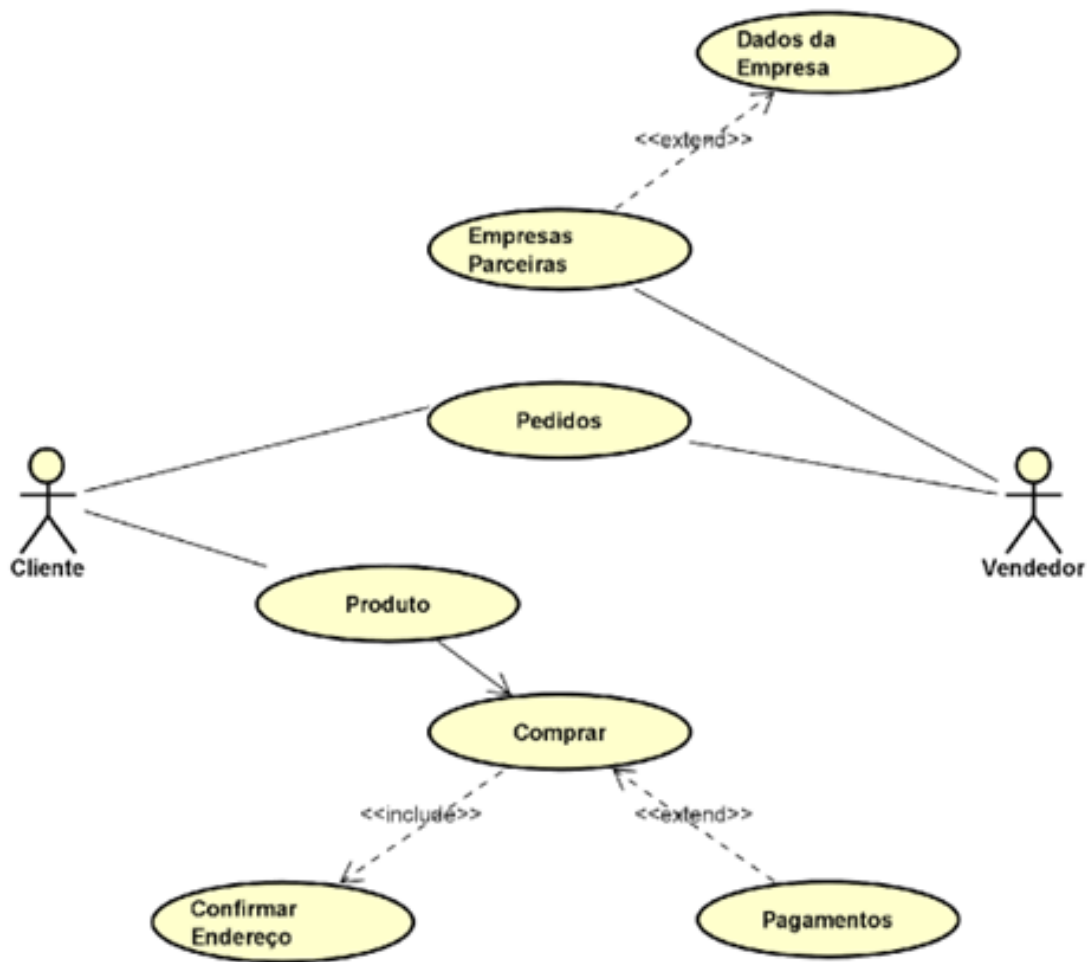 Dados da
Empresa
<<extend>>
Empresas
Parceiras
Pedidos
Cliente
Vendedor
Produto
Comprar
<<include>>
<<extend>>
Confirmar
Endereço
Pagamentos